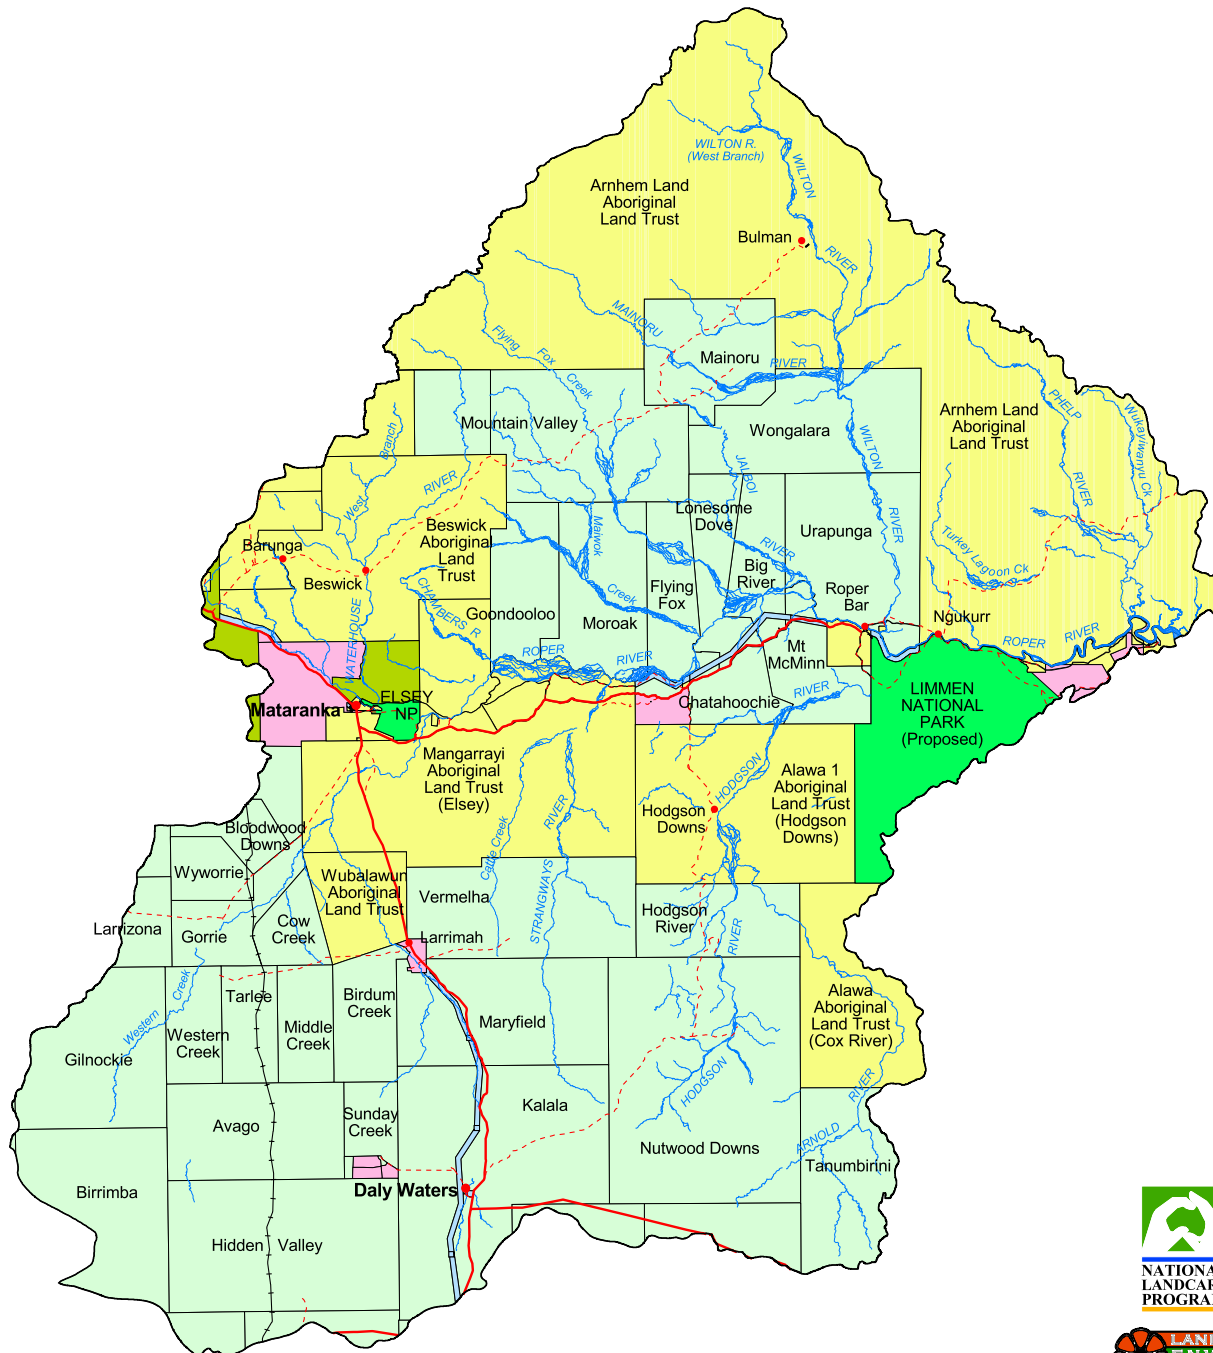 WILTON R.
(West Branch)
WILTON
Arnhem Land
Aboriginal
Land Trust
Bulman
RIVER
MAINORU
Flying
Fox
Creek
Mainoru
RIVER
PHELP
Wukaywanyu Ck
Arnhem Land
Aboriginal
Land Trust
Mountain Valley
Wongalara
Branch
WILTON
West
RIVER
JALBOI
RIVER
Lonesome
Dove
Beswick
Aboriginal
Land
Trust
Maiwok
Urapunga
RIVER
Turkey Lagoon Ck
Barunga
RIVER
Big
River
Beswick
CHAMBERS R
Flying
Fox
Creek
Roper
Bar
Goondooloo
Moroak
Ngukurr
WATERHOUSE
ROPER
RIVER
Mt
McMinn
ROPER
RIVER
ELSEY
NP
Mataranka
Chatahoochie
RIVER
LIMMEN
NATIONAL
PARK
(Proposed)
Mangarrayi
Aboriginal
Land Trust
(Elsey)
HODGSON
Alawa 1
Aboriginal
Land Trust
(Hodgson
Downs)
RIVER
Hodgson
Downs
Bloodwood
Downs
Cattle Creek
Wyworrie
Wubalawun
Aboriginal
Land Trust
Vermelha
STRANGWAYS
Larrizona
Gorrie
Cow
Creek
Larrimah
Hodgson
River
RIVER
Western
Creek
Tarlee
Birdum
Creek
Alawa
Aboriginal
Land Trust
(Cox River)
Western
Creek
Middle
Creek
Maryfield
Gilnockie
HODGSON
RIVER
Avago
Sunday
Creek
Kalala
Nutwood Downs
ARNOLD
Tanumbirini
Birrimba
Daly Waters
Hidden Valley
NATIONA
LANDCAR
PROGRA
LAN